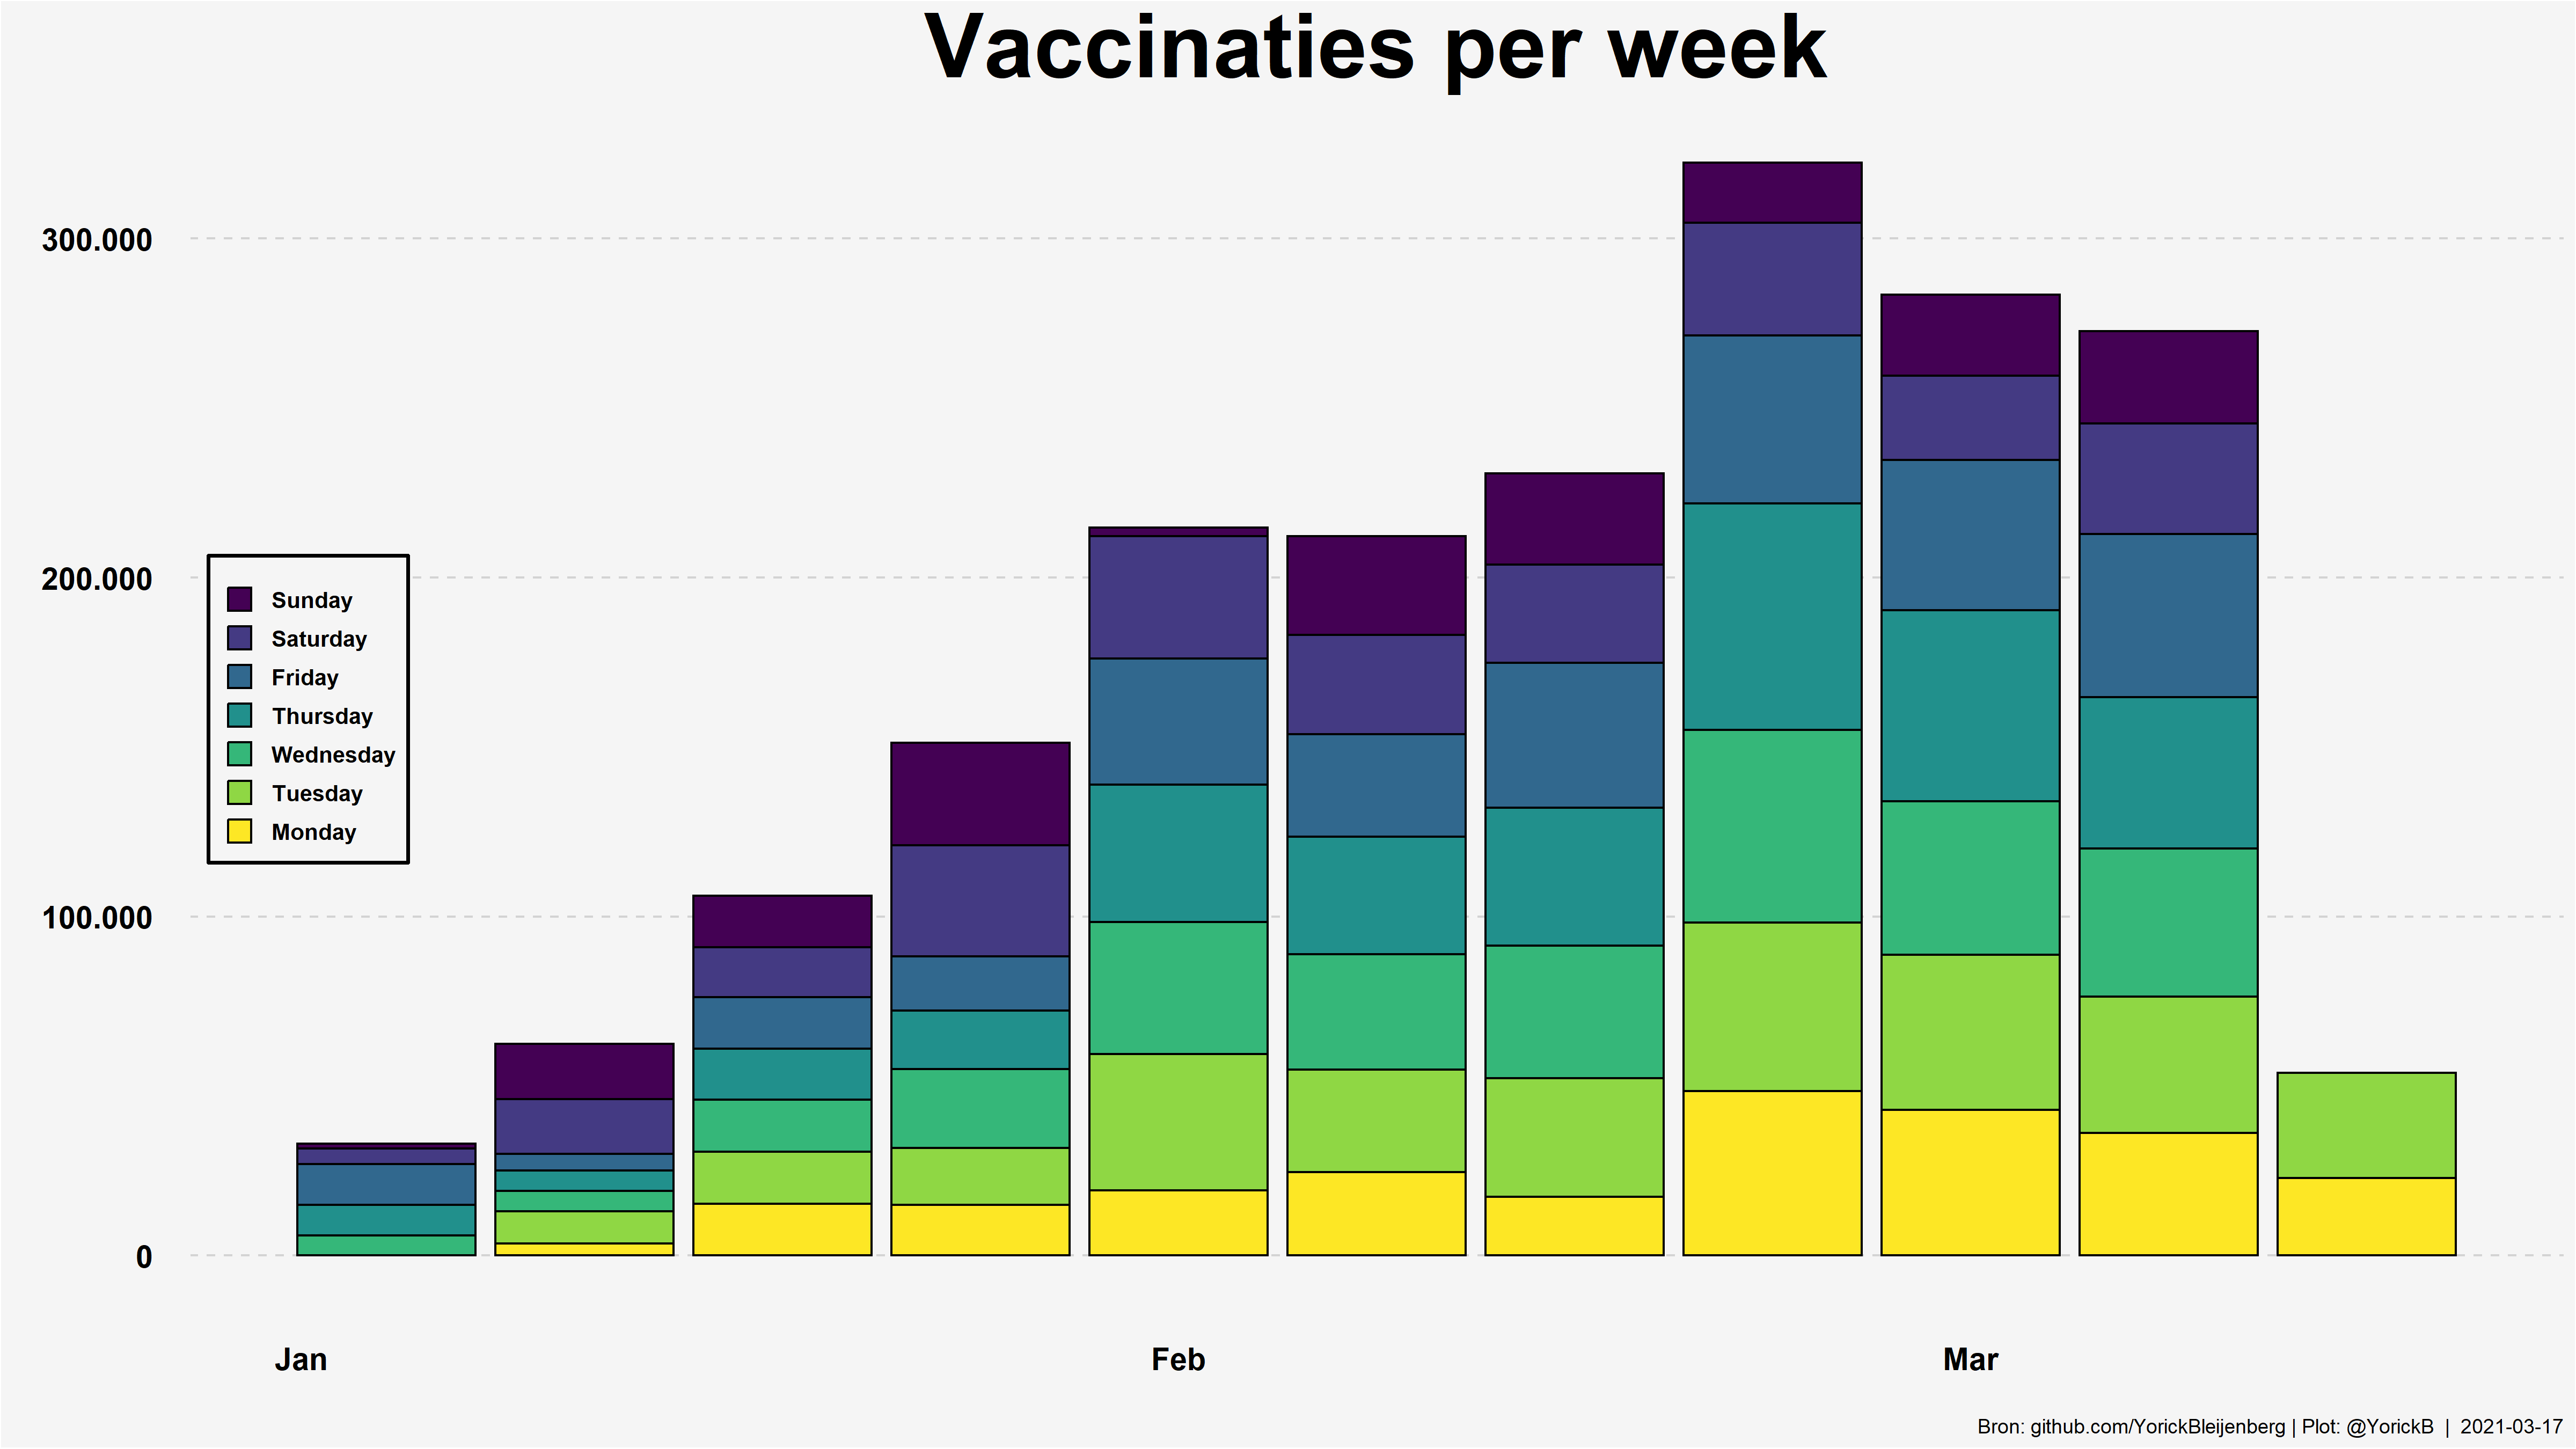 Vaccinaties per week
300.000
200.000
100.000
0
Sunday
Saturday
Friday
Thursday
Wednesday
Tuesday
Monday
Jan Feb Mar
Bron: github.com/YorickBleijenberg | Plot: @YorickB | 2021-03-17